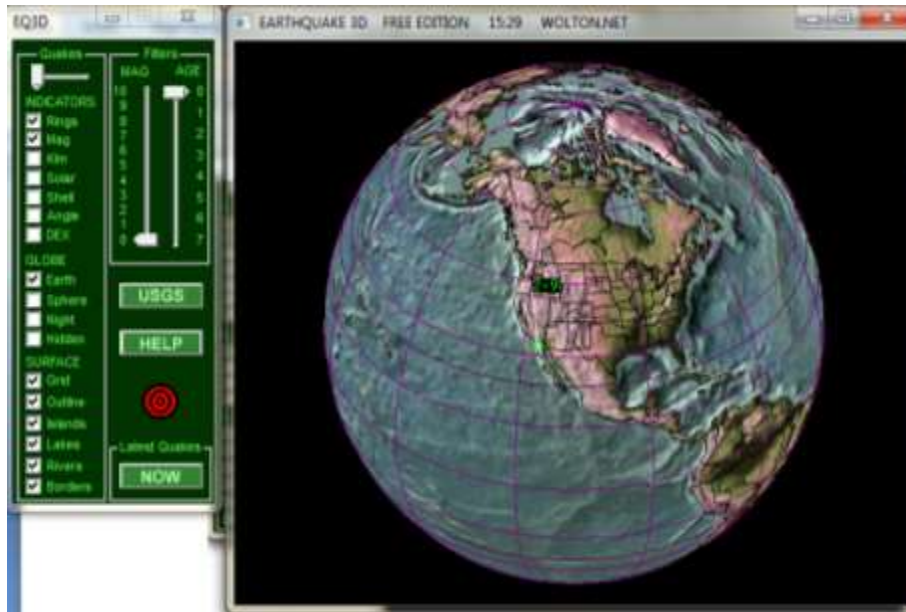 EQ3D
EARTHQUAKE 3D FREE EDITION 15:29 WOLTON.NET
Quakes
INDICATORS
Rings
Mag
Km
Solar
Shell
Angle
DEX
GLOBE
Earth
Sphere
Night
Hidden
SURFACE
Grid
Outline
Islands
Lakes
Rivers
Borders
Filters
MAG AGE
10 0
9 1
8 2
7 3
6 4
5 5
4 6
3 7
2
1
0
USGS
HELP
Latest Quakes
NOW